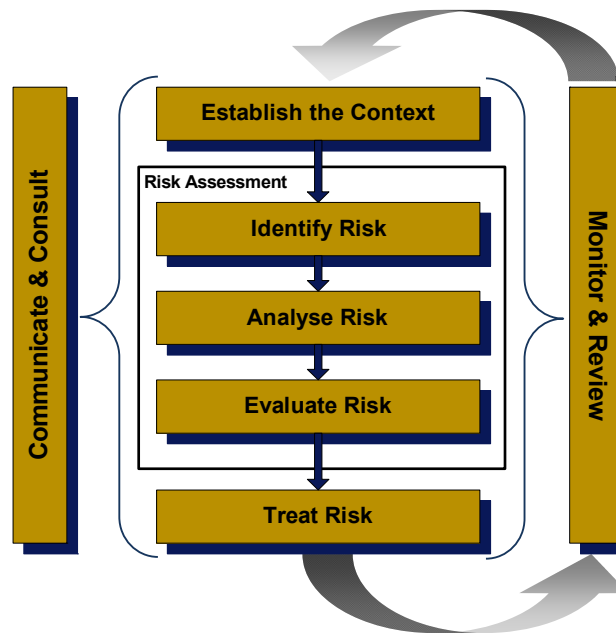 Establish the Context
Risk Assessment
Identify Risk
Analyse Risk
Evaluate Risk
Treat Risk
Communicate & Consult
Monitor & Review